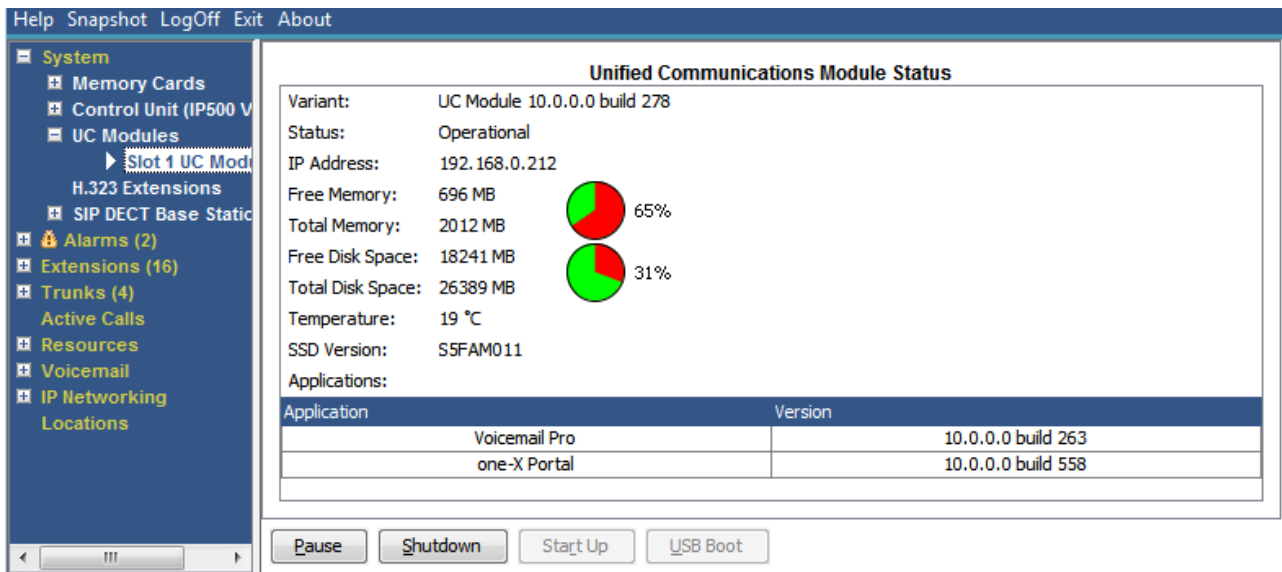 Help Snapshot LogOff Exit About
System
Memory Cards
Control Unit (IP500 V
UC Modules
Slot 1 UC Modu
H.323 Extensions
SIP DECT Base Static
Alarms (2)
Extensions (16)
Trunks (4)
Active Calls
Resources
Voicemail
IP Networking
Locations
Unified Communications Module Status
Variant: UC Module 10.0.0.0 build 278
Status: Operational
IP Address: 192.168.0.212
Free Memory: 696 MB
65%
Total Memory: 2012 MB
Free Disk Space: 18241 MB
31%
Total Disk Space: 26389 MB
Temperature: 19 °C
SSD Version: S5FAM011
Applications:
Application Version
Voicemail Pro 10.0.0.0 build 263
one-X Portal 10.0.0.0 build 558
Pause Shutdown Start Up USB Boot